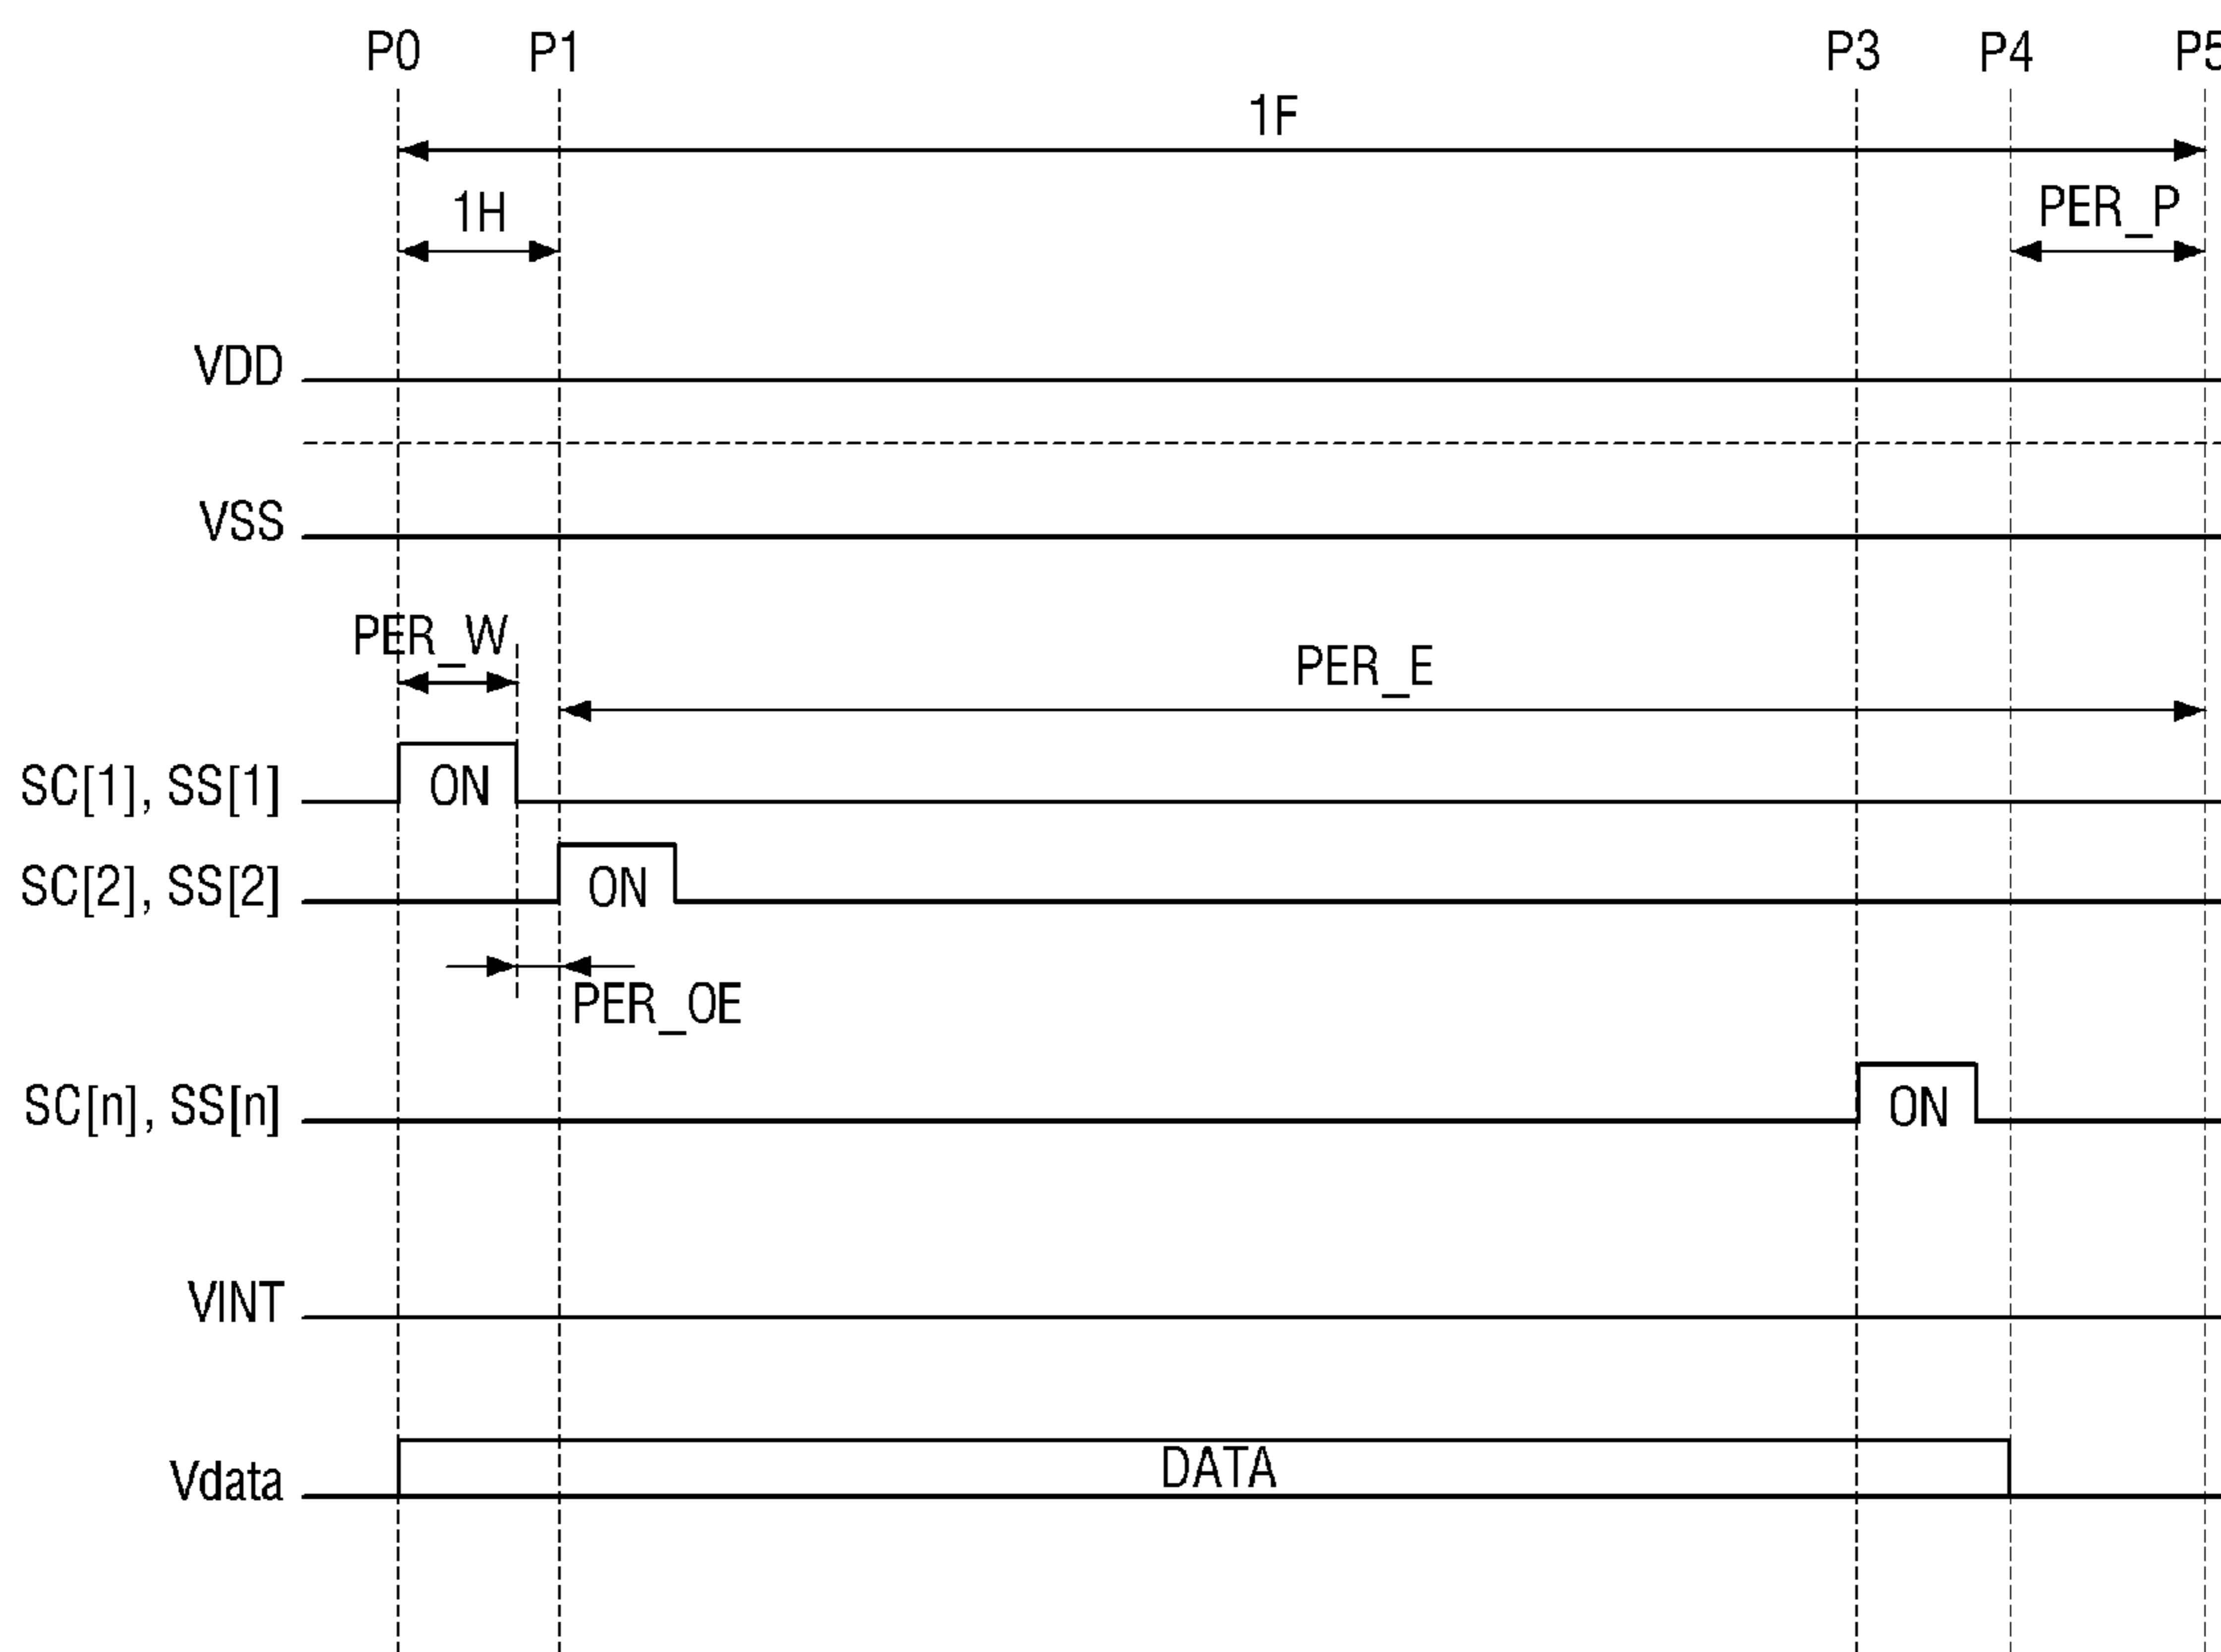 P0 P1 P3 P4 P5
1F
1H PER_P
VDD
VSS
PER_W PER_E
SC[1], SS[1] ON
SC[2], SS[2] ON
PER_OE
SC[n], SS[n] ON
VINT
Vdata DATA